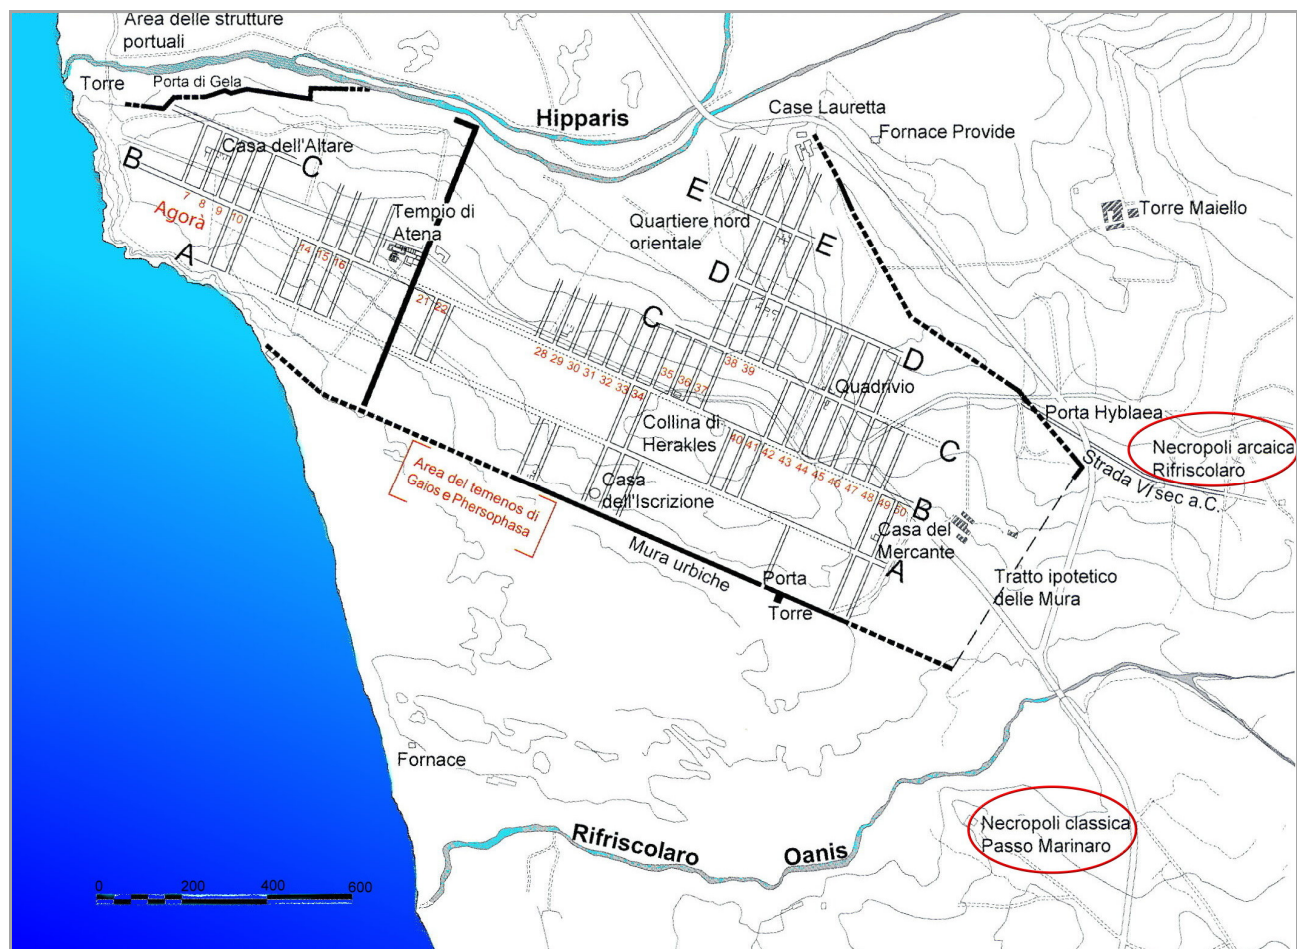 Area delle strutture
portuali
Torre
Porta di Gela
Hipparis
Case Lauretta
Fornace Provide
B
Casa dell'Altare
C
E
Torre Maiello
7
8
9
10
Agorà
Tempio di
Atena
Quartiere nord
orientale
E
A
14
15
16
D
21
22
C
28
29
30
31
32
33
34
35
36
37
38
39
D
Quadrivio
Porta Hyblaea
Necropoli arcaica
Rifriscolaro
Collina di
Herakles
40
41
42
43
44
45
46
47
48
49
50
C
Strada VI sec a.C.
Area del temenos di
Gaios e Phersophasa
Casa
dell'Iscrizione
B
Casa del
Mercante
A
Mura urbiche
Porta
Torre
Tratto ipotetico
delle Mura
Fornace
Necropoli classica
Passo Marinaro
Rifriscolaro
Oanis
0
200
400
600